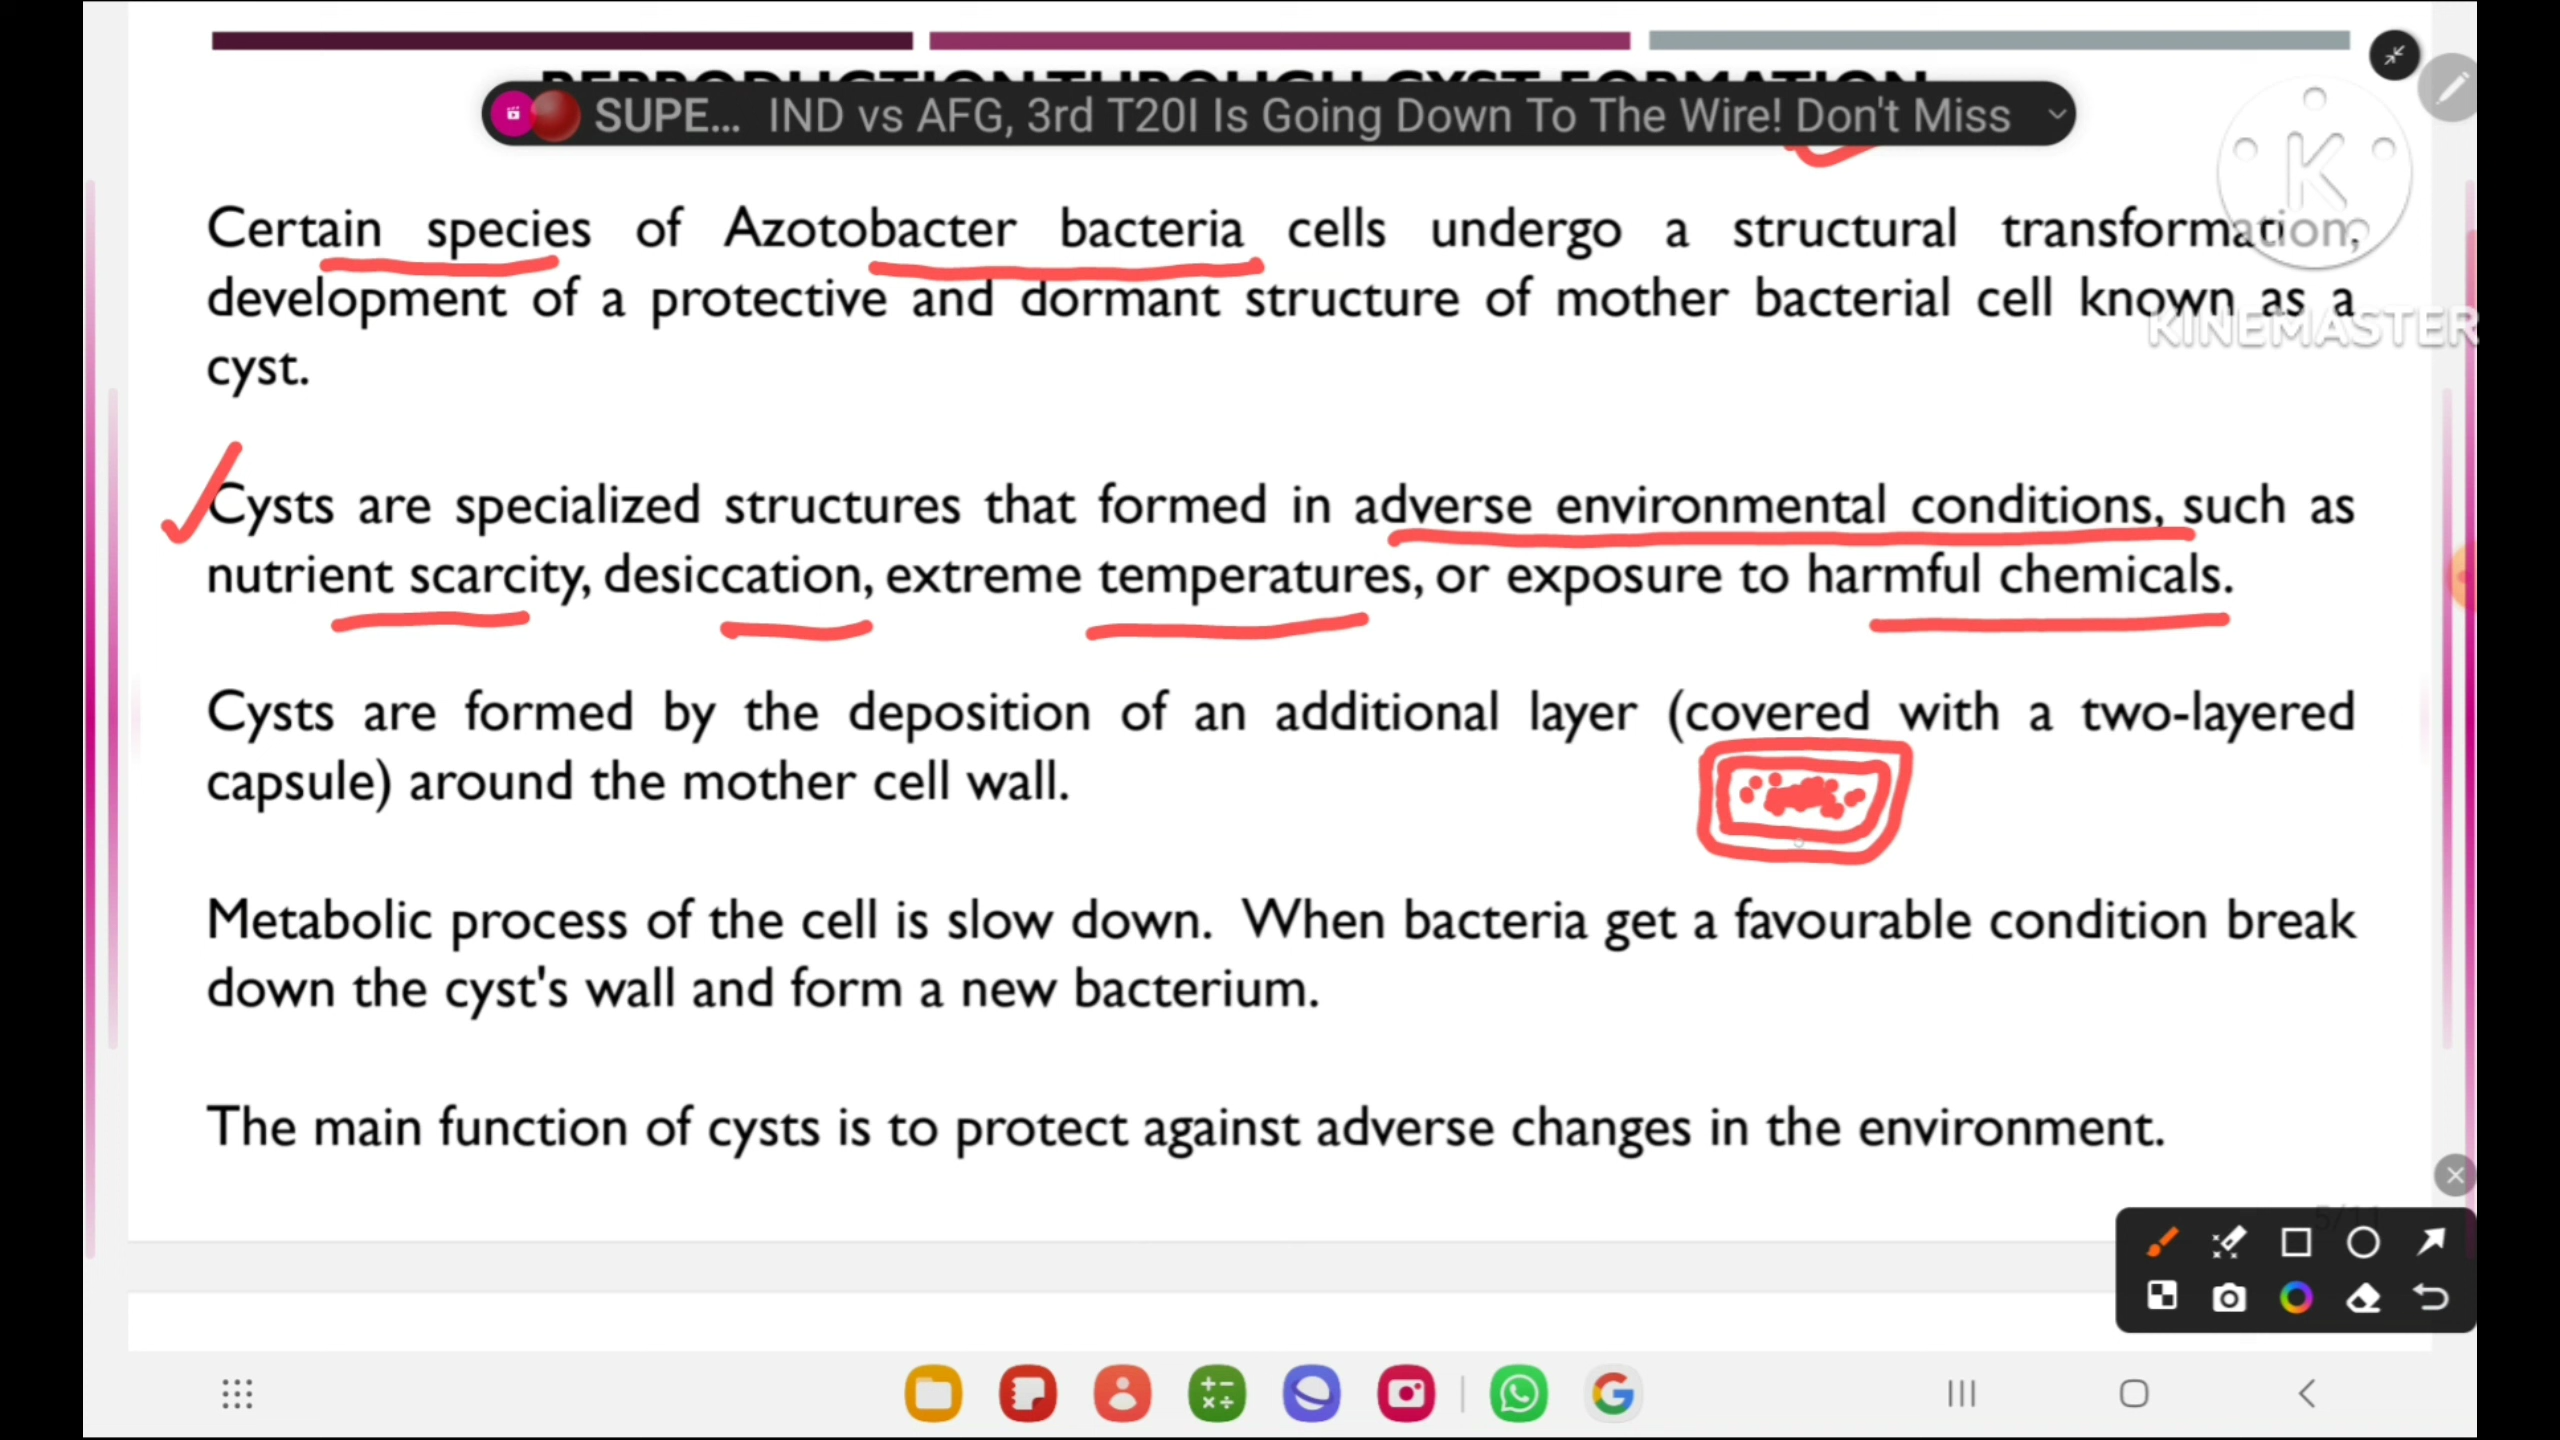 REPRODUCTION THROUGH CYST FORMATION
SUPE... IND vs AFG, 3rd T20I Is Going Down To The Wire! Don't Miss
K
KINEMASTER
Certain species of Azotobacter bacteria cells undergo a structural transformation,
development of a protective and dormant structure of mother bacterial cell known as a
cyst.
Cysts are specialized structures that formed in adverse environmental conditions, such as
nutrient scarcity, desiccation, extreme temperatures, or exposure to harmful chemicals.
Cysts are formed by the deposition of an additional layer (covered with a two-layered
capsule) around the mother cell wall.
Metabolic process of the cell is slow down. When bacteria get a favourable condition break
down the cyst's wall and form a new bacterium.
The main function of cysts is to protect against adverse changes in the environment.
5/11